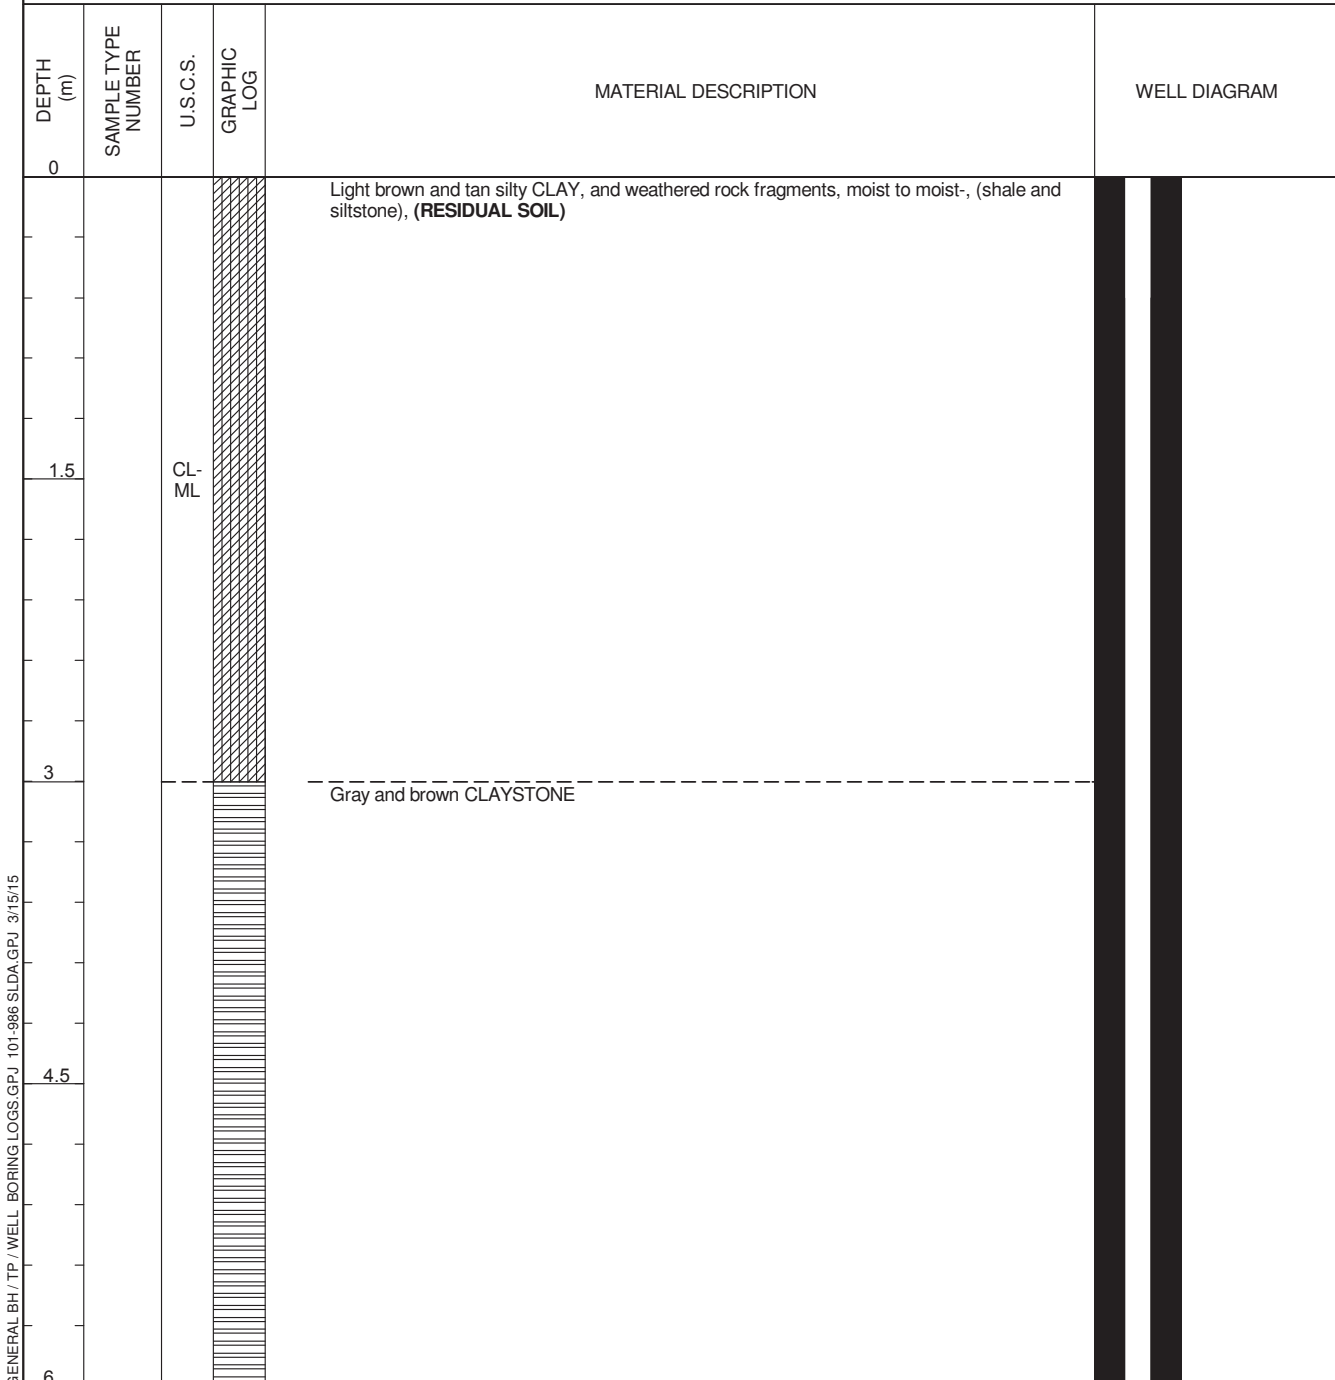 DEPTH
(m)
SAMPLE TYPE
NUMBER
U.S.C.S.
GRAPHIC
LOG
MATERIAL DESCRIPTION
WELL DIAGRAM
0
Light brown and tan silty CLAY, and weathered rock fragments, moist to moist-, (shale and
siltstone), (RESIDUAL SOIL)
1.5
CL-
ML
3
Gray and brown CLAYSTONE
4.5
6
GENERAL BH / TP / WELL BORING LOGS.GPJ 101-986 SLDA.GPJ 3/15/15